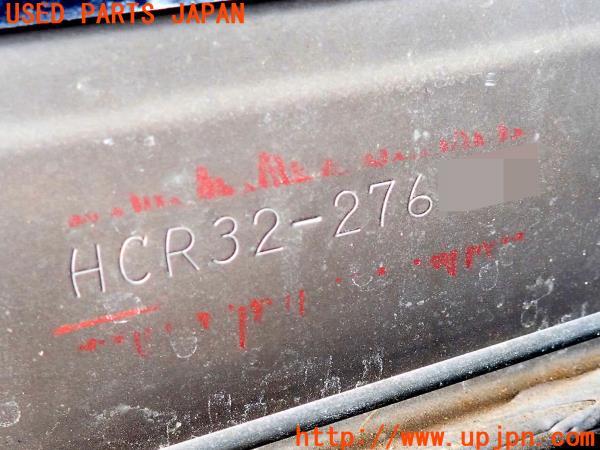 USED PARTS JAPAN
HCR32-276
http://www.upjpn.com